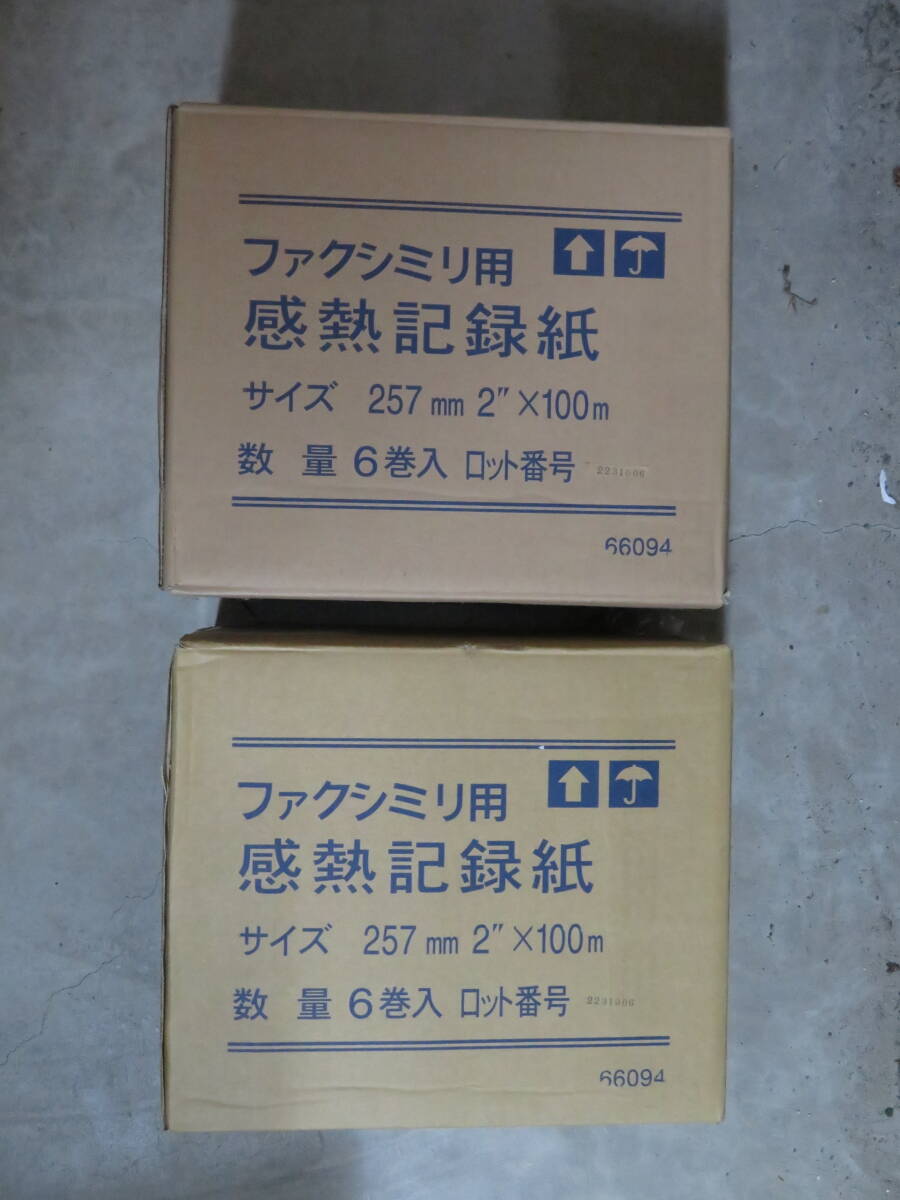 ファクシミリ用
感熱記録紙
サイズ 257mm 2″×100m
数量 6巻入 ロット番号 2231006
66094
ファクシミリ用
感熱記録紙
サイズ 257mm 2″×100m
数量 6巻入 ロット番号 2231006
66094